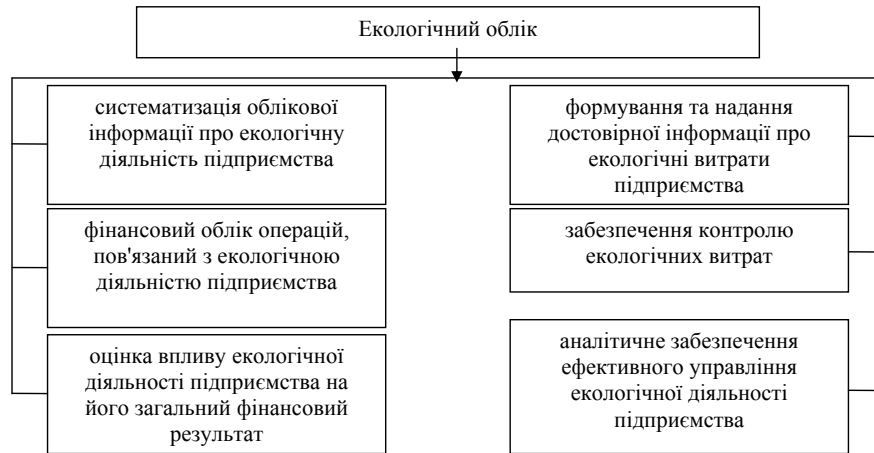 Екологічний облік
систематизація облікової
інформації про екологічну
діяльність підприємства
фінансовий облік операцій,
пов'язаний з екологічною
діяльністю підприємства
оцінка впливу екологічної
діяльності підприємства на
його загальний фінансовий
результат
формування та надання
достовірної інформації про
екологічні витрати
підприємства
забезпечення контролю
екологічних витрат
аналітичне забезпечення
ефективного управління
екологічної діяльності
підприємства